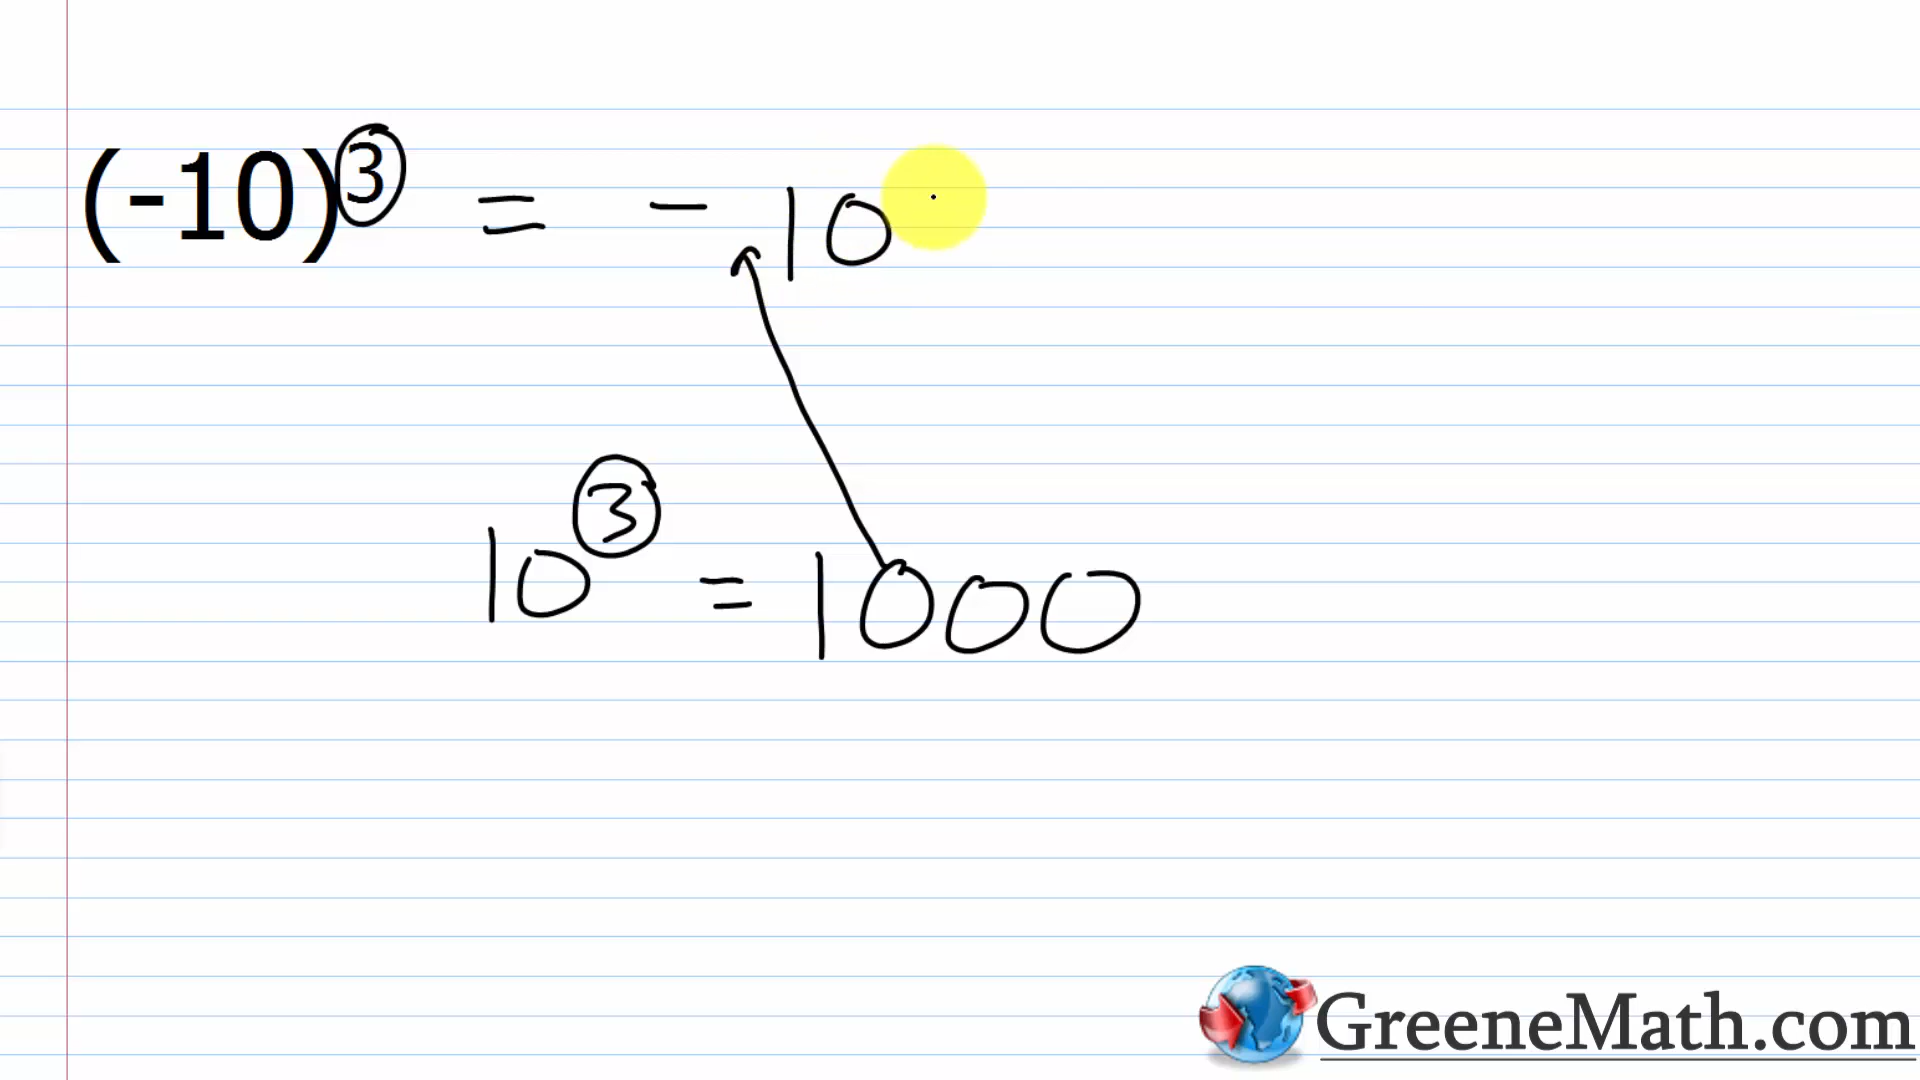 (-10)³ = - 10
10³ = 1000
GreeneMath.com